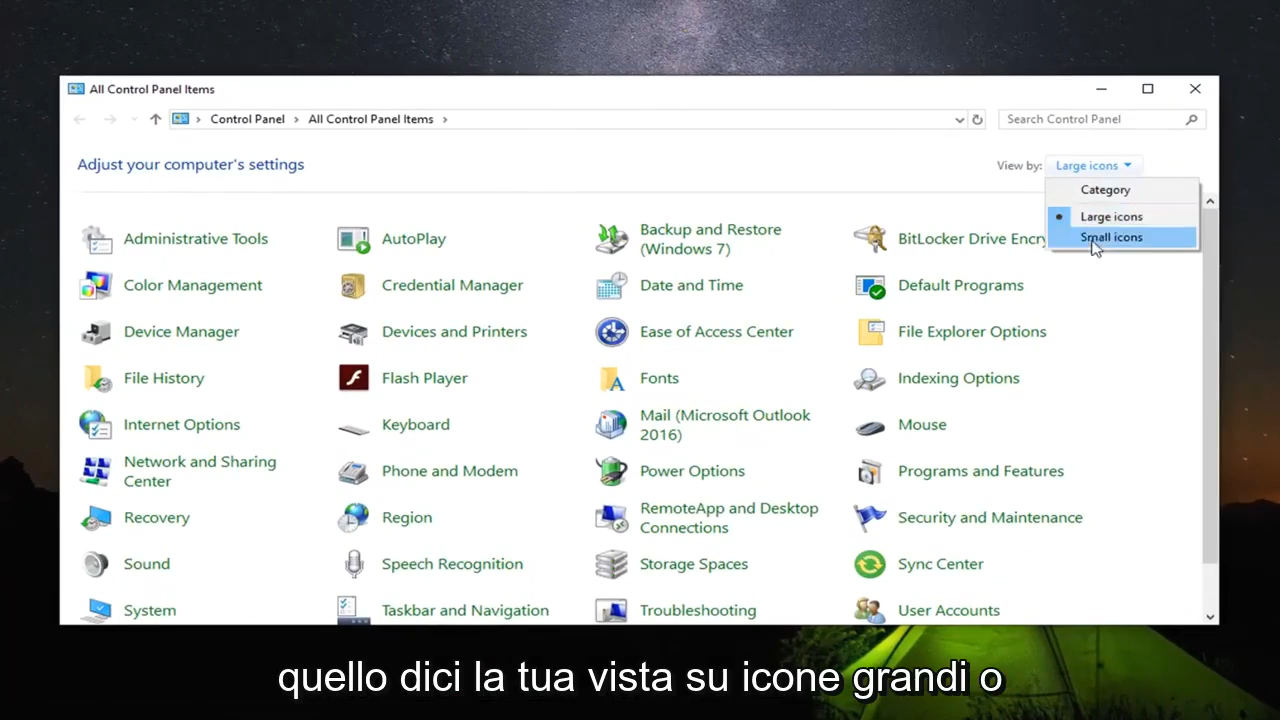 All Control Panel Items
Control Panel > All Control Panel Items >
Search Control Panel
Adjust your computer's settings
View by: Large icons
Category
Large icons
Small icons
Administrative Tools
AutoPlay
Backup and Restore
(Windows 7)
BitLocker Drive Encry
Color Management
Credential Manager
Date and Time
Default Programs
Device Manager
Devices and Printers
Ease of Access Center
File Explorer Options
File History
Flash Player
Fonts
Indexing Options
Internet Options
Keyboard
Mail (Microsoft Outlook
2016)
Mouse
Network and Sharing
Center
Phone and Modem
Power Options
Programs and Features
Recovery
Region
RemoteApp and Desktop
Connections
Security and Maintenance
Sound
Speech Recognition
Storage Spaces
Sync Center
System
Taskbar and Navigation
Troubleshooting
User Accounts
quello dici la tua vista su icone grandi o